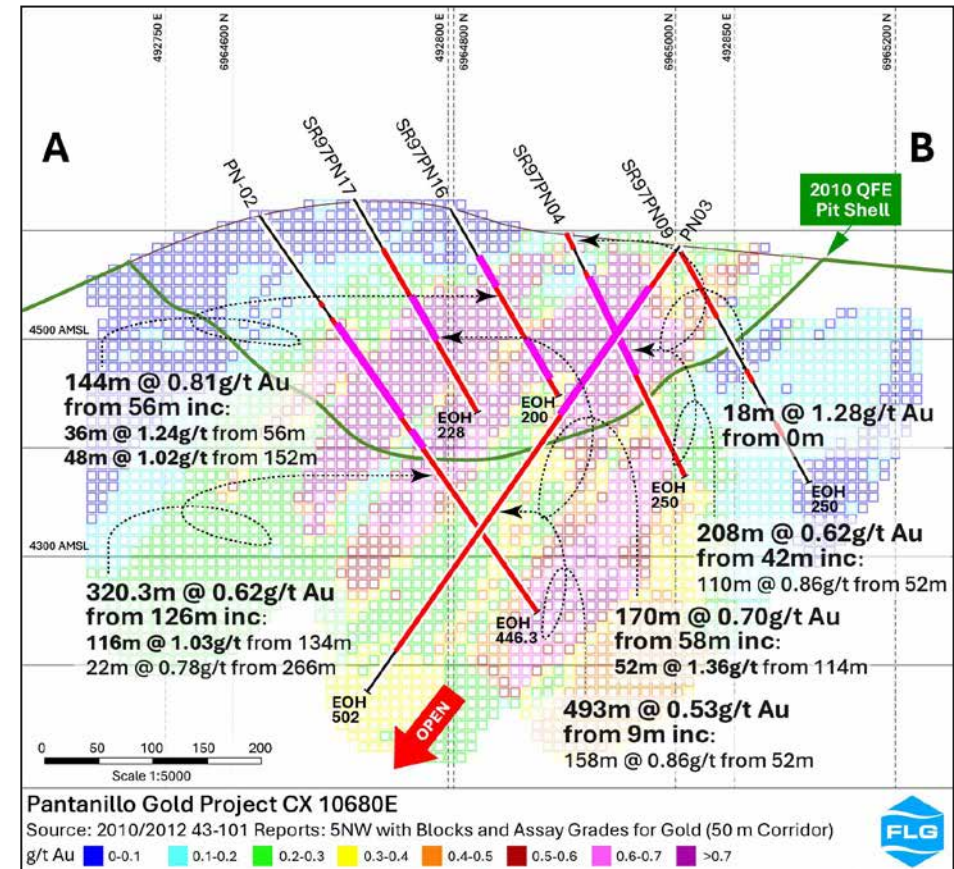 492750 E
6964600 N
492800 E
6964800 N
6965000 N
492850 E
6965200 N
A
B
PN-02
SR97PN17
SR97PN16
SR97PN04
SR97PN09
PN03
2010 QFE
Pit Shell
4500 AMSL
144m @ 0.81g/t Au
from 56m inc:
36m @ 1.24g/t from 56m
48m @ 1.02g/t from 152m
EOH
228
EOH
200
18m @ 1.28g/t Au
from 0m
EOH
250
EOH
250
208m @ 0.62g/t Au
from 42m inc:
110m @ 0.86g/t from 52m
4300 AMSL
320.3m @ 0.62g/t Au
from 126m inc:
116m @ 1.03g/t from 134m
22m @ 0.78g/t from 266m
EOH
446.3
170m @ 0.70g/t Au
from 58m inc:
52m @ 1.36g/t from 114m
EOH
502
OPEN
493m @ 0.53g/t Au
from 9m inc:
158m @ 0.86g/t from 52m
0 50 100 150 200
Scale 1:5000
Pantanillo Gold Project CX 10680E
Source: 2010/2012 43-101 Reports: 5NW with Blocks and Assay Grades for Gold (50 m Corridor)
g/t Au 0-0.1 0.1-0.2 0.2-0.3 0.3-0.4 0.4-0.5 0.5-0.6 0.6-0.7 >0.7
FLG